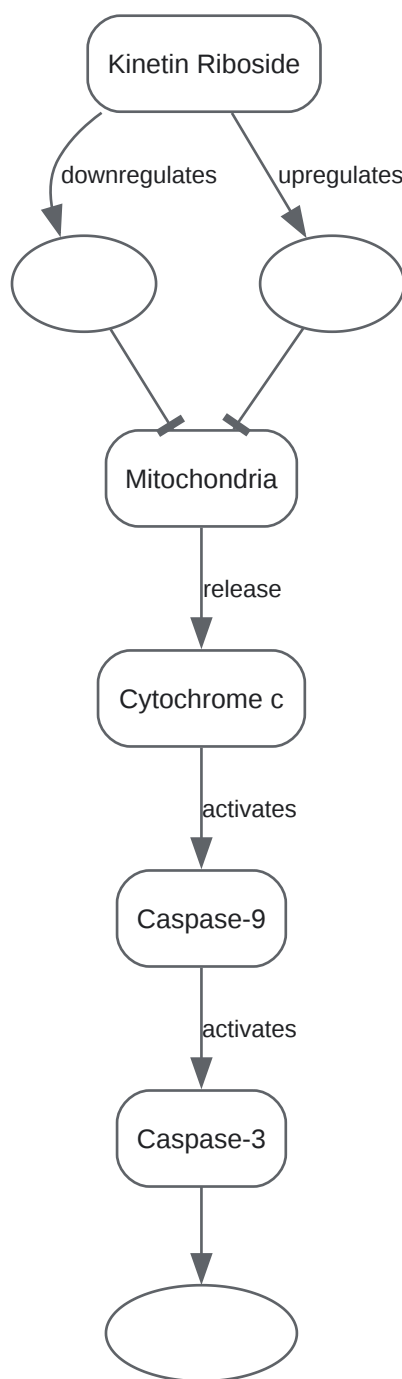 Kinetin Riboside
downregulates
upregulates
Mitochondria
release
Cytochrome c
activates
Caspase-9
activates
Caspase-3